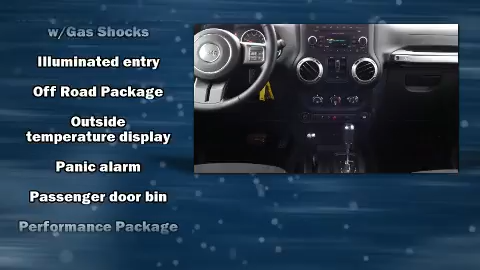 w/Gas Shocks
Illuminated entry
Off Road Package
Outside
temperature display
Panic alarm
Passenger door bin
Performance Package